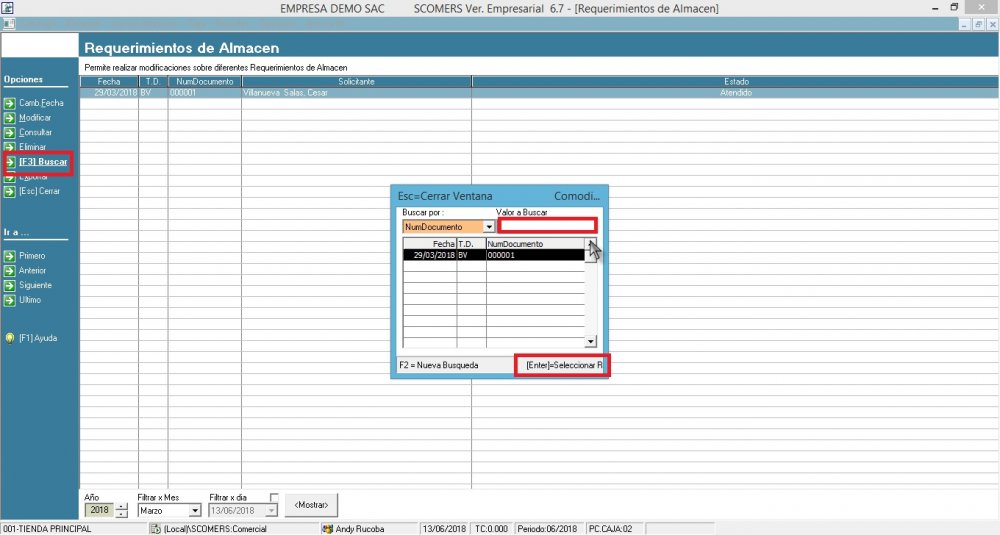 EMPRESA DEMO SAC SCOMERS Ver. Empresarial 6.7 - [Requerimientos de Almacen]
Requerimientos de Almacen
Permite realizar modificaciones sobre diferentes Requerimientos de Almacen
Opciones
Camb.Fecha
Modificar
Consultar
Eliminar
[F3] Buscar
Exportar
[Esc] Cerrar
Ir a ...
Primero
Anterior
Siguiente
Ultimo
[F1] Ayuda
Fecha T.D. NumDocumento Solicitante Estado
29/03/2018 BV 000001 Villanueva Salas, Cesar Atendido
Esc=Cerrar Ventana Comodi...
Buscar por : Valor a Buscar
NumDocumento
Fecha T.D. NumDocumento
29/03/2018 BV 000001
F2 = Nueva Busqueda [Enter]=Seleccionar R
Año Filtrar x Mes Filtrar x dia
2018 Marzo 13/06/2018 <Mostrar>
001-TIENDA PRINCIPAL (Local)\SCOMERS:Comercial Andy Rucoba 13/06/2018 TC:0.000 Periodo:06/2018 PC.CAJA:02